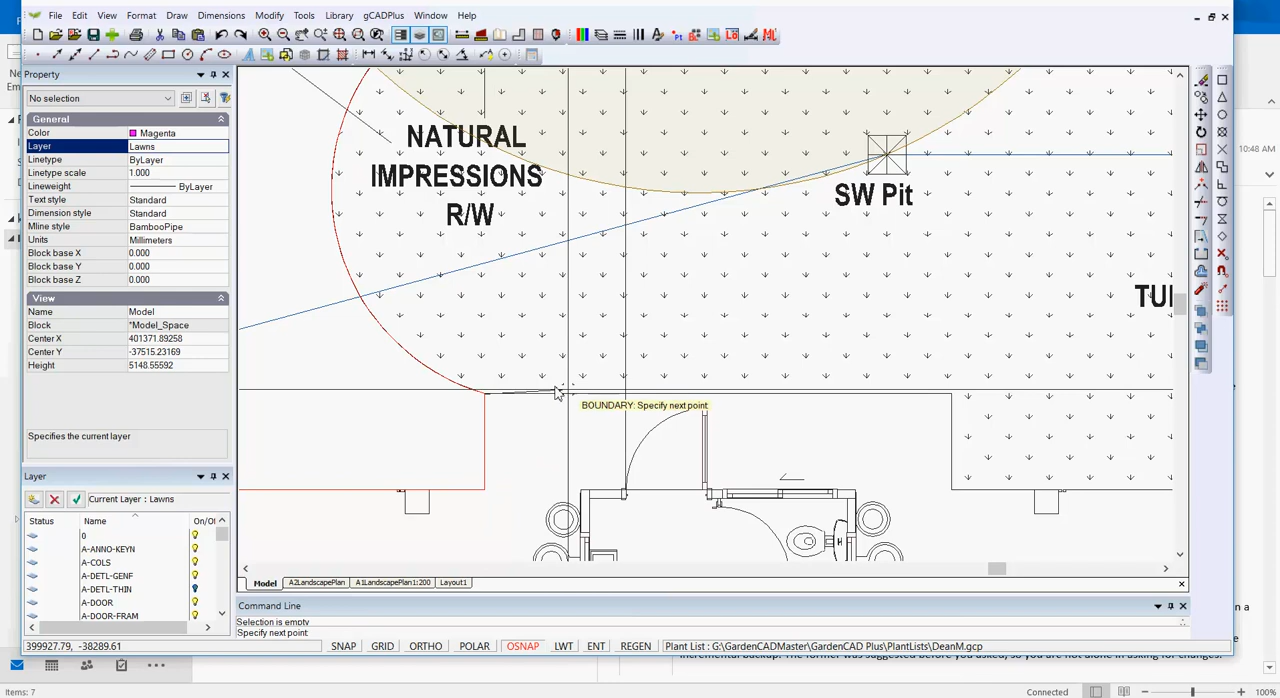 File Edit View Format Draw Dimensions Modify Tools Library gCADPlus Window Help
Property
No selection
General
Color Magenta
Layer Lawns
Linetype ByLayer
Linetype scale 1.000
Lineweight ByLayer
Text style Standard
Dimension style Standard
Mline style BambooPipe
Units Millimeters
Block base X 0.000
Block base Y 0.000
Block base Z 0.000
View
Name Model
Block *Model_Space
Center X 401371.89258
Center Y -37515.23169
Height 5148.55592
Layer
Specifies the current layer
Layer
Current Layer : Lawns
Status Name On/O
0
A-ANNO-KEYN
A-COLS
A-DETL-GENF
A-DETL-THIN
A-DOOR
A-DOOR-FRAM
NATURAL
IMPRESSIONS
R/W
SW Pit
TU
BOUNDARY: Specify next point:
Model A2LandscapePlan A1LandscapePlan1:200 Layout1
Command Line
Selection is empty
Specify next point:
399927.79, -38289.61 SNAP GRID ORTHO POLAR OSNAP LWT ENT REGEN Plant List : G:\GardenCADMaster\GardenCAD Plus\PlantLists\DeanM.gcp
10:48 AM
Items: 7
Connected
100%